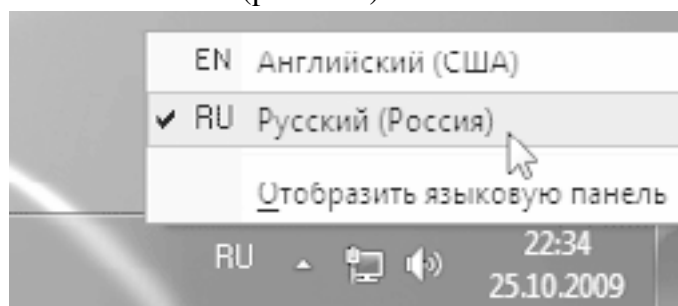 EN Английский (США)
✔ RU Русский (Россия)
Отобразить языковую панель
RU 22:34
25.10.2009